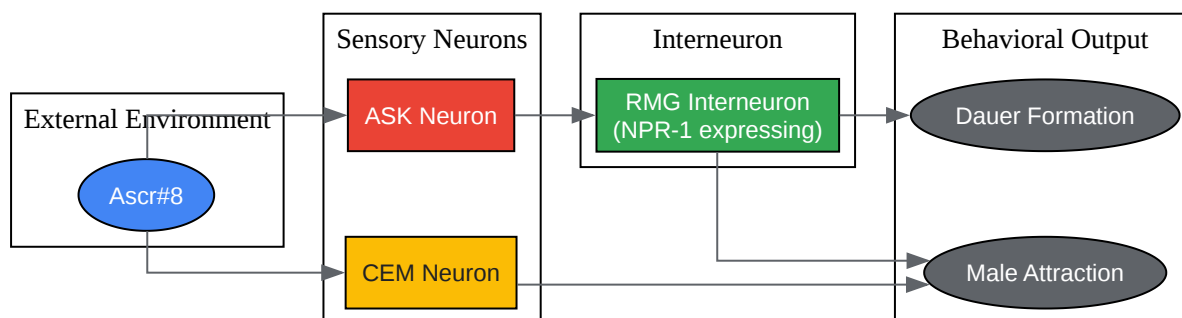 External Environment
Ascr#8
Sensory Neurons
ASK Neuron
CEM Neuron
Interneuron
RMG Interneuron
(NPR-1 expressing)
Behavioral Output
Dauer Formation
Male Attraction